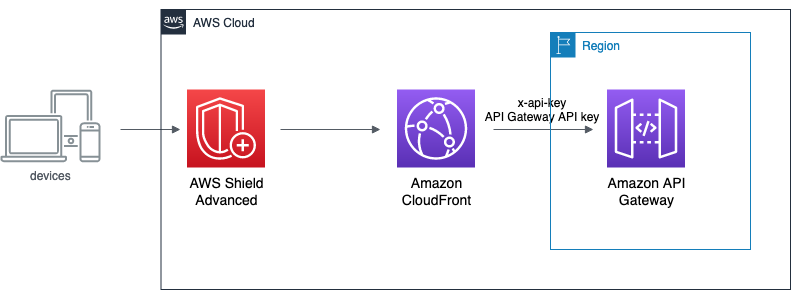 aws
AWS Cloud
Region
x-api-key
API Gateway API key
</>
devices
AWS Shield
Advanced
Amazon
CloudFront
Amazon API
Gateway